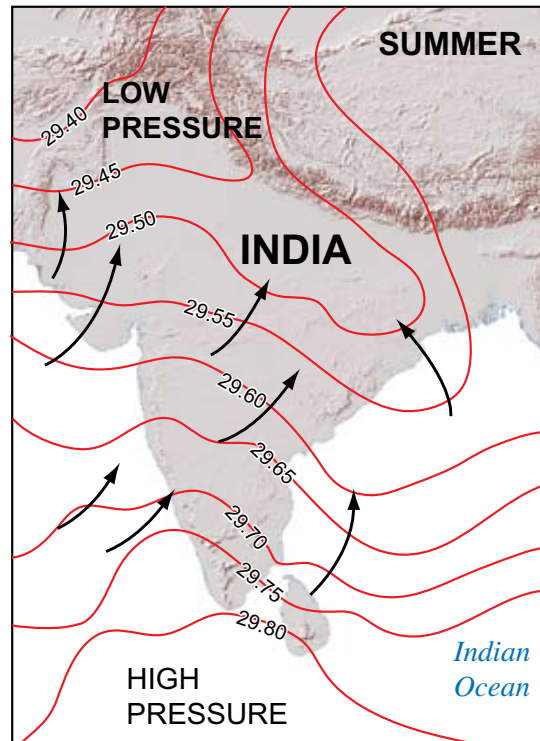 SUMMER
LOW
PRESSURE
29.40
29.45
29.50
INDIA
29.55
29.60
29.65
29.70
29.75
29.80
Indian
Ocean
HIGH
PRESSURE